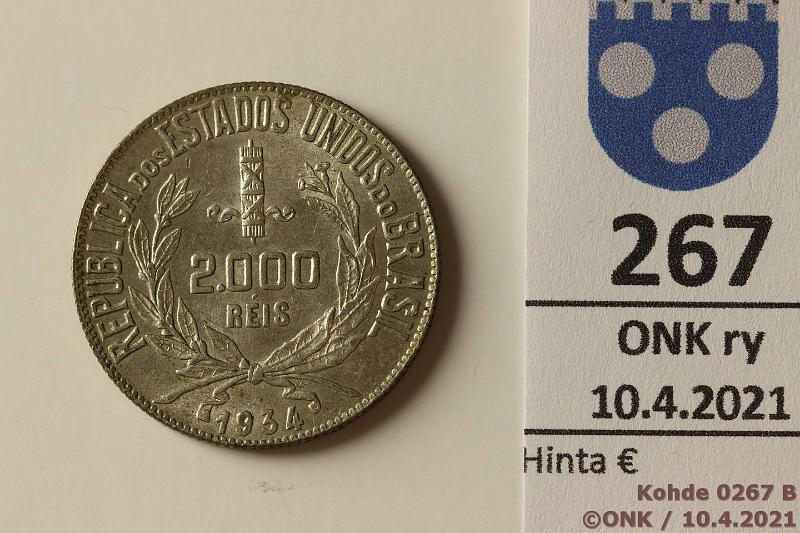 REPUBLICA DOS ESTADOS UNIDOS DO BRASIL
2.000
RÉIS
1934
267
ONK ry
10.4.2021
Hinta €
Kohde 0267 B
©ONK / 10.4.2021